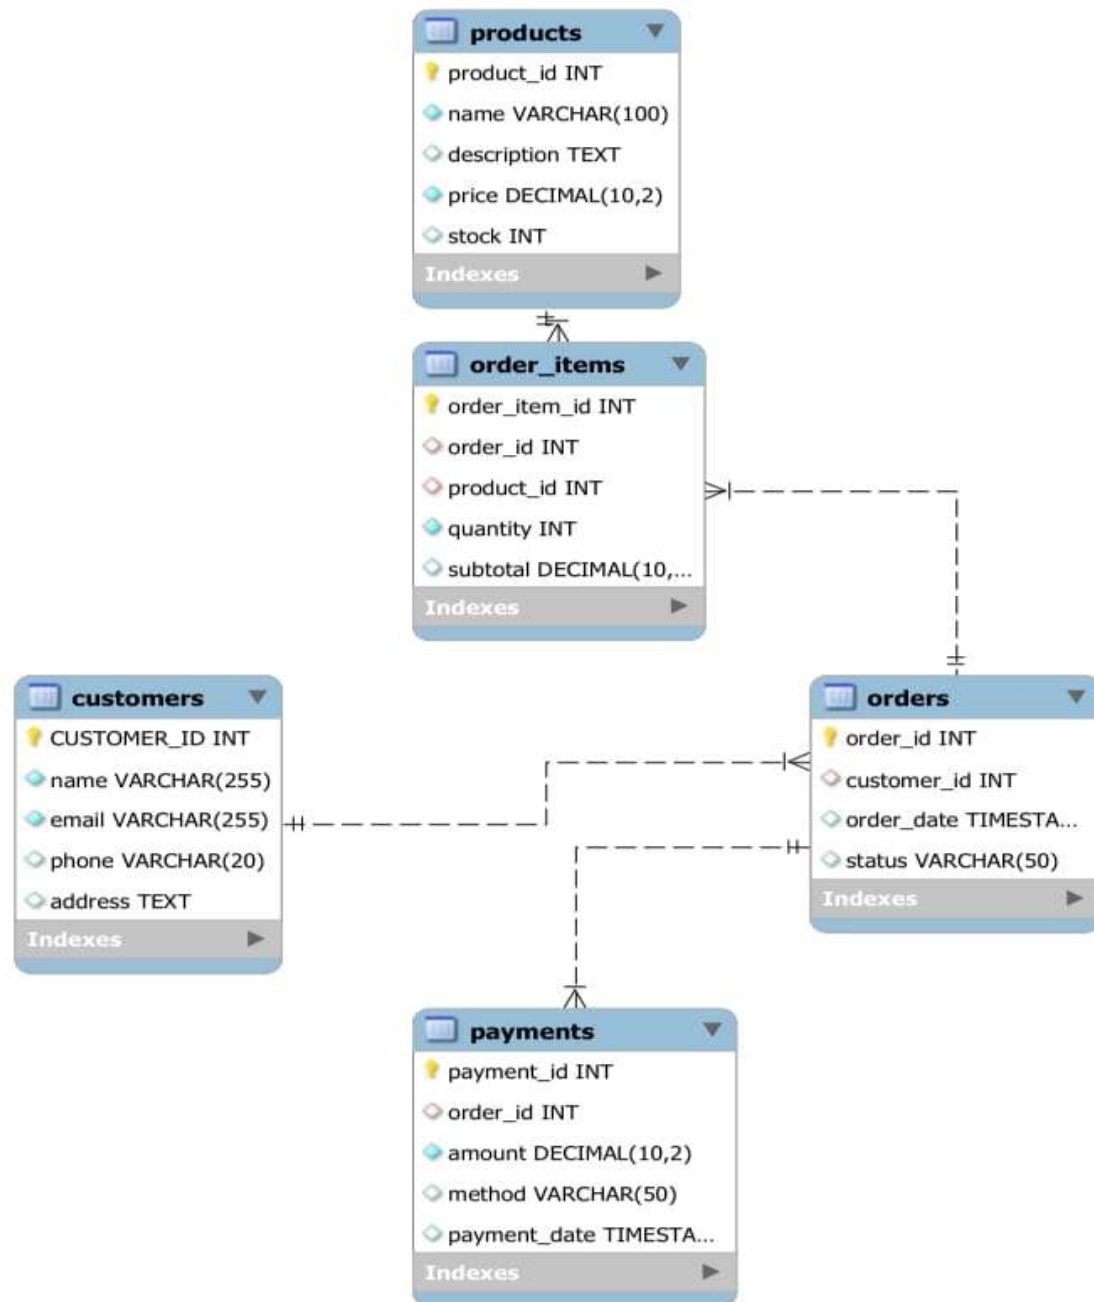 products
product_id INT
name VARCHAR(100)
description TEXT
price DECIMAL(10,2)
stock INT
Indexes
order_items
order_item_id INT
order_id INT
product_id INT
quantity INT
subtotal DECIMAL(10,...
Indexes
customers
CUSTOMER_ID INT
name VARCHAR(255)
email VARCHAR(255)
phone VARCHAR(20)
address TEXT
Indexes
orders
order_id INT
customer_id INT
order_date TIMESTA...
status VARCHAR(50)
Indexes
payments
payment_id INT
order_id INT
amount DECIMAL(10,2)
method VARCHAR(50)
payment_date TIMESTA...
Indexes